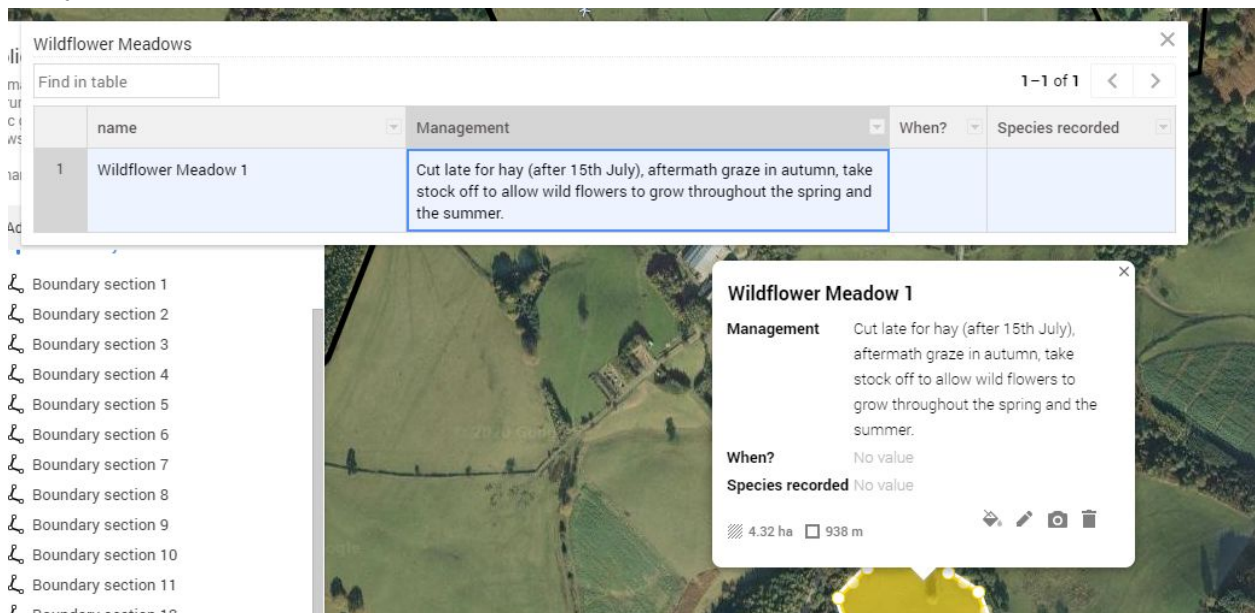 Wildflower Meadows
Find in table
1–1 of 1
name Management When? Species recorded
1 Wildflower Meadow 1 Cut late for hay (after 15th July), aftermath graze in autumn, take
stock off to allow wild flowers to grow throughout the spring and
the summer.
Boundary section 1
Boundary section 2
Boundary section 3
Boundary section 4
Boundary section 5
Boundary section 6
Boundary section 7
Boundary section 8
Boundary section 9
Boundary section 10
Boundary section 11
Wildflower Meadow 1
Management Cut late for hay (after 15th July),
aftermath graze in autumn, take
stock off to allow wild flowers to
grow throughout the spring and the
summer.
When? No value
Species recorded No value
4.32 ha 938 m